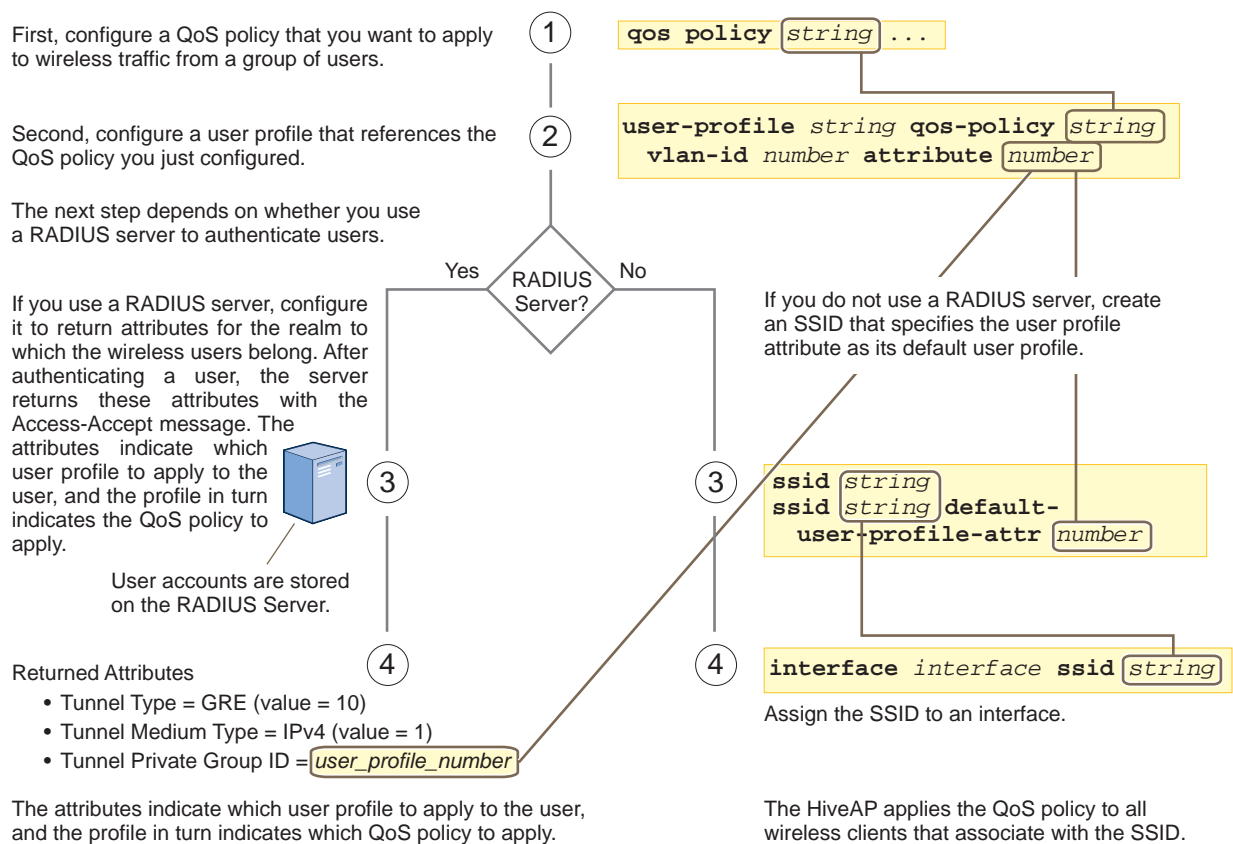 First, configure a QoS policy that you want to apply
to wireless traffic from a group of users.
1
qos policy string ...
Second, configure a user profile that references the
QoS policy you just configured.
2
user-profile string qos-policy string
vlan-id number attribute number
The next step depends on whether you use
a RADIUS server to authenticate users.
Yes
RADIUS
Server?
No
If you use a RADIUS server, configure
it to return attributes for the realm to
which the wireless users belong. After
authenticating a user, the server
returns these attributes with the
Access-Accept message. The
attributes indicate which
user profile to apply to the
user, and the profile in turn
indicates the QoS policy to
apply.
If you do not use a RADIUS server, create
an SSID that specifies the user profile
attribute as its default user profile.
3
3
ssid string
ssid string default-
user-profile-attr number
User accounts are stored
on the RADIUS Server.
4
4
Returned Attributes
• Tunnel Type = GRE (value = 10)
• Tunnel Medium Type = IPv4 (value = 1)
• Tunnel Private Group ID = user_profile_number
interface interface ssid string
Assign the SSID to an interface.
The attributes indicate which user profile to apply to the user,
and the profile in turn indicates which QoS policy to apply.
The HiveAP applies the QoS policy to all
wireless clients that associate with the SSID.